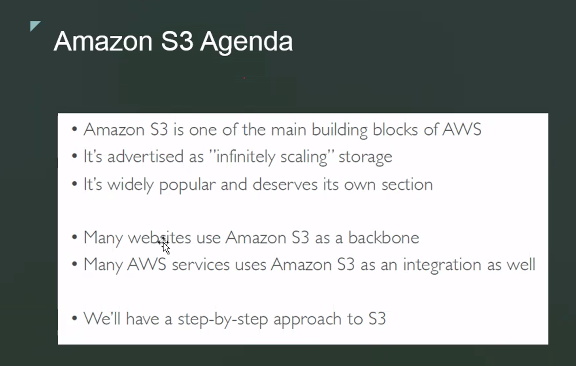 Amazon S3 Agenda
• Amazon S3 is one of the main building blocks of AWS
• It's advertised as "infinitely scaling" storage
• It's widely popular and deserves its own section
• Many websites use Amazon S3 as a backbone
• Many AWS services uses Amazon S3 as an integration as well
• We'll have a step-by-step approach to S3